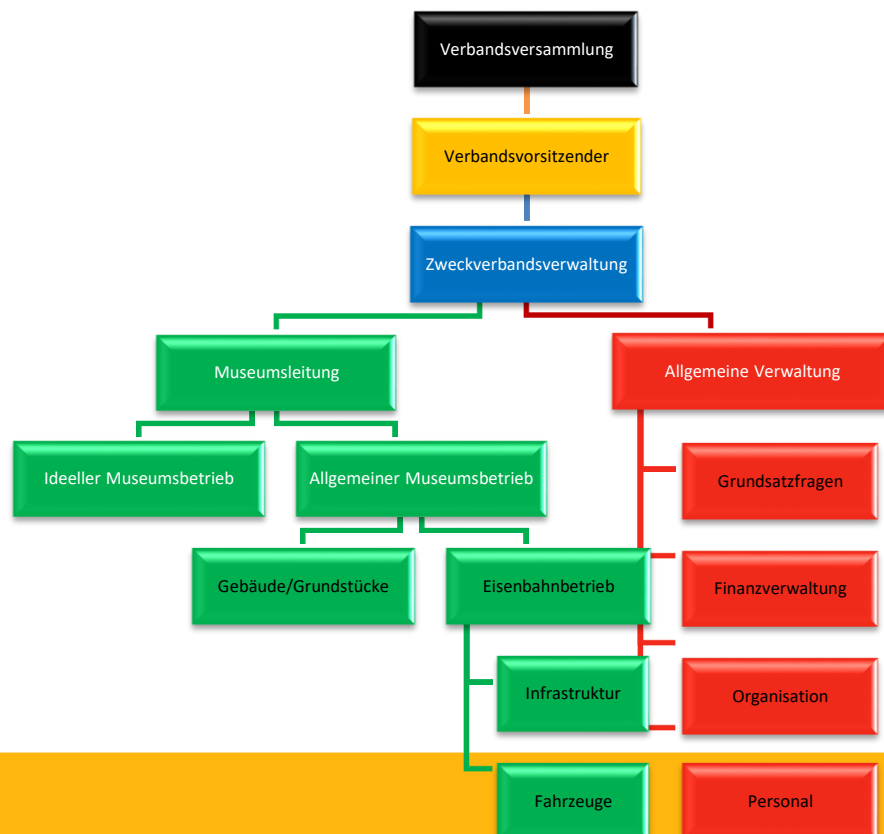 Verbandsversammlung
Verbandsvorsitzender
Zweckverbandsverwaltung
Museumsleitung
Allgemeine Verwaltung
Ideeller Museumsbetrieb
Allgemeiner Museumsbetrieb
Grundsatzfragen
Gebäude/Grundstücke
Eisenbahnbetrieb
Finanzverwaltung
Infrastruktur
Organisation
Fahrzeuge
Personal